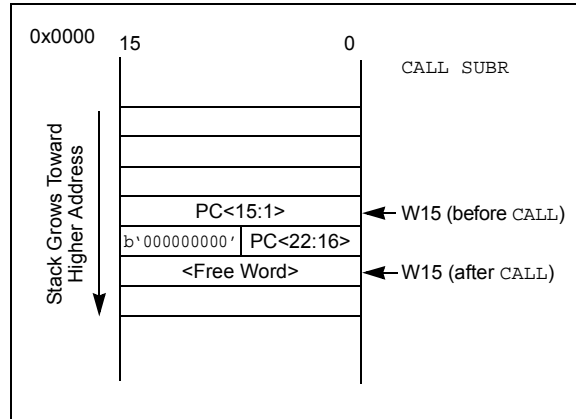 0x0000
15 0
CALL SUBR
Stack Grows Toward
Higher Address
PC<15:1>
W15 (before CALL)
b‘000000000’ PC<22:16>
<Free Word>
W15 (after CALL)